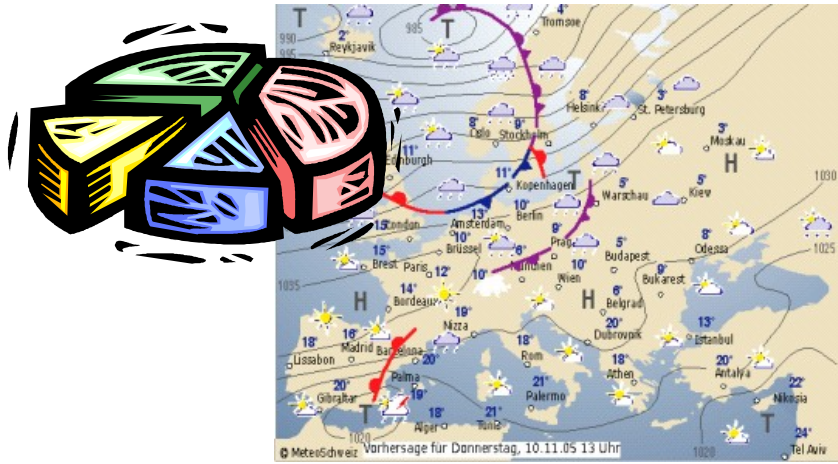 T
H
4°
Tromsoe
990
985
T
2°
Reykjavik
995
8°
3°
Helsink
St. Petersburg
8°
9°
Oslo
Stockholm
3°
Moskau
H
11°
Edinburgh
11°
Kopenhagen
T
5°
Warschau
5°
Kiew
1030
15°
London
13°
Amsterdam
10°
Berlin
10°
Brüssel
9°
Prag
8°
Odessa
1025
15°
Brest
Paris
12°
6°
München
10°
Wien
5°
Budapest
1035
H
14°
Bordeaux
10°
H
6°
Belgrad
9°
Bukarest
18°
Lissabon
16°
Madrid
Barcelona
20°
19°
Nizza
20°
Dubrovnik
13°
Istanbul
18°
Rom
18°
Athen
20°
Antalya
20°
Gibraltar
Palma
19°
T
1020
18°
Alger
21°
Tunis
21°
Palermo
22°
Nikosia
T
24°
Tel Aviv
1020
© MeteoSchweiz
Vorhersage für Donnerstag, 10.11.05 13 Uhr